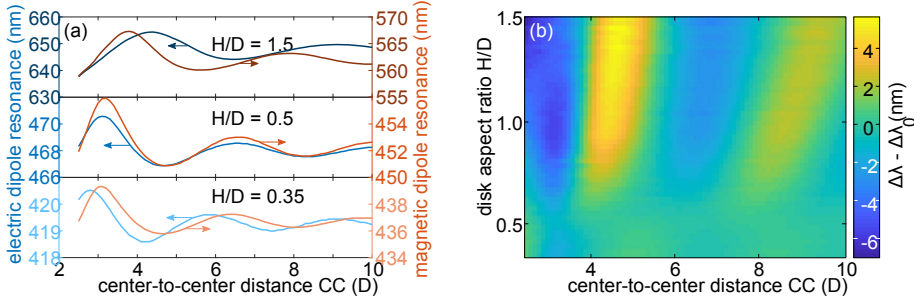 (a)
660
650
640
630
H/D = 1.5
570
565
560
555
470
468
466
H/D = 0.5
454
452
450
420
419
418
H/D = 0.35
438
436
434
2 4 6 8 10
center-to-center distance CC (D)
electric dipole resonance (nm)
magnetic dipole resonance (nm)
(b)
1.5
1.0
0.5
4 6 8 10
center-to-center distance CC (D)
disk aspect ratio H/D
4
2
0
-2
-4
-6
Δλ - Δλ0 (nm)